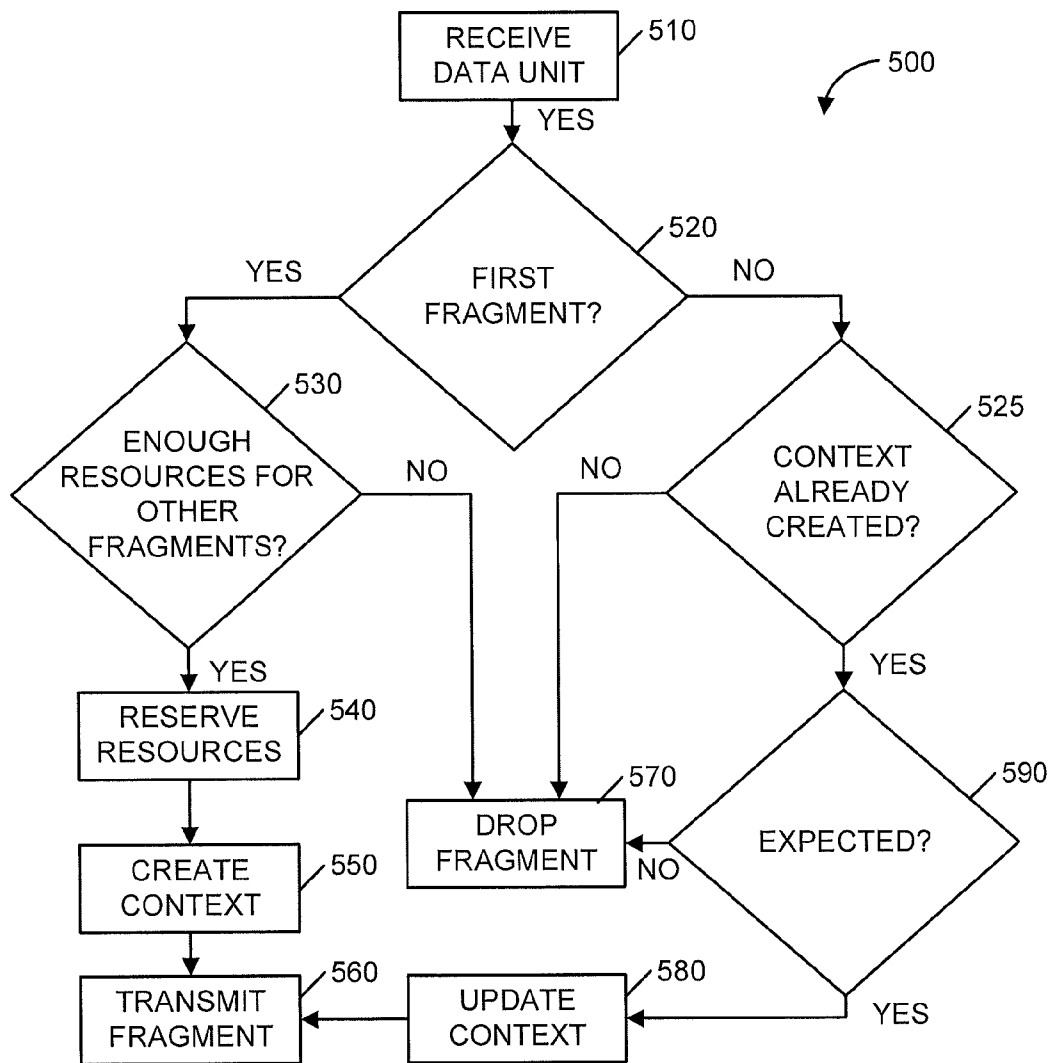 RECEIVE
DATA UNIT
510
500
YES
520
FIRST
FRAGMENT?
YES
NO
530
ENOUGH
RESOURCES FOR
OTHER
FRAGMENTS?
NO
525
CONTEXT
ALREADY
CREATED?
NO
YES
YES
RESERVE
RESOURCES
540
570
DROP
FRAGMENT
590
EXPECTED?
NO
CREATE
CONTEXT
550
TRANSMIT
FRAGMENT
560
UPDATE
CONTEXT
580
YES